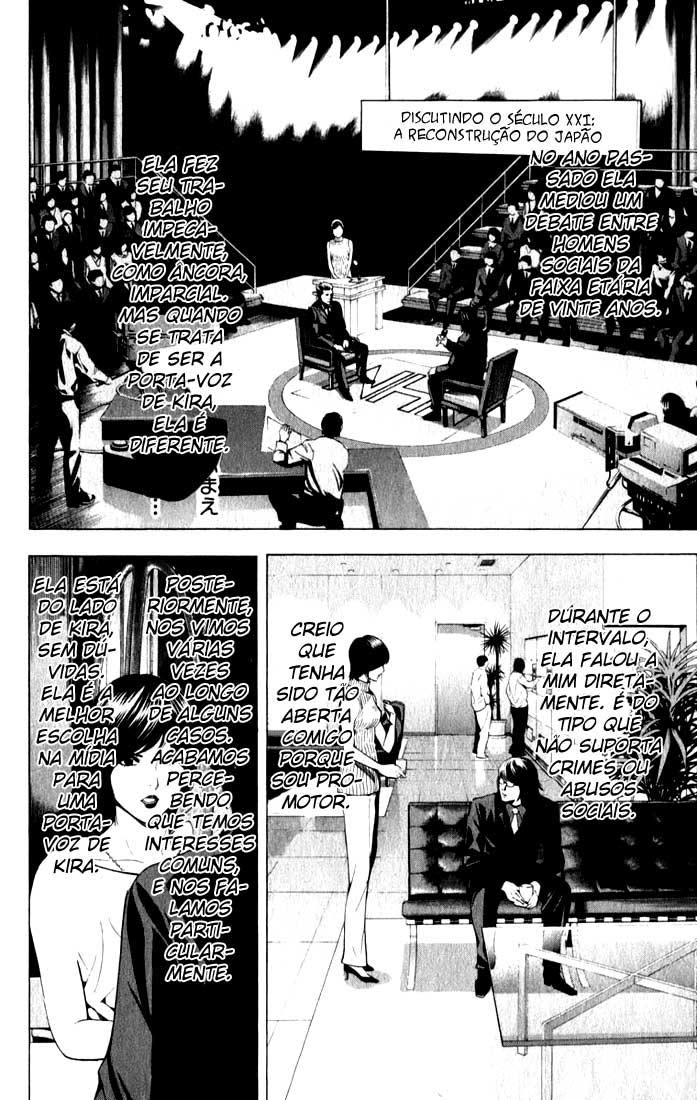 DISCUTINDO O SÉCULO XXI:
A RECONSTRUÇÃO DO JAPÃO
NO ANO PAS-
SADO ELA
MEDIOU UM
DEBATE ENTRE
HOMENS
SOCIAIS DA
FAIXA ETÁRIA
DE VINTE ANOS.
ELA FEZ
SEU TRA-
BALHO
IMPECA-
VELMENTE,
COMO ÂNCORA,
IMPARCIAL.
MAS QUANDO
SE TRATA
DE SER A
PORTA-VOZ
DE KIRA,
ELA É
DIFERENTE.
まえ
…
DURANTE O
INTERVALO,
ELA FALOU A
MIM DIRETA-
MENTE. É DO
TIPO QUE
NÃO SUPORTA
CRIMES OU
ABUSOS
SOCIAIS.
CREIO
QUE
TENHA
SIDO TÃO
ABERTA
COMIGO
PORQUE
SOU PRO-
MOTOR.
POSTE-
RIORMENTE,
NOS VIMOS
VÁRIAS
VEZES
AO LONGO
DE ALGUNS
CASOS.
ACABAMOS
PERCE-
BENDO
QUE TEMOS
INTERESSES
COMUNS,
E NOS FA-
LAMOS
PARTI-
CULAR-
MENTE.
ELA ESTÁ
DO LADO
DE KIRA,
SEM DÚ-
VIDAS.
ELA É A
MELHOR
ESCOLHA
NA MÍDIA
PARA
UMA
PORTA-
VOZ DE
KIRA.